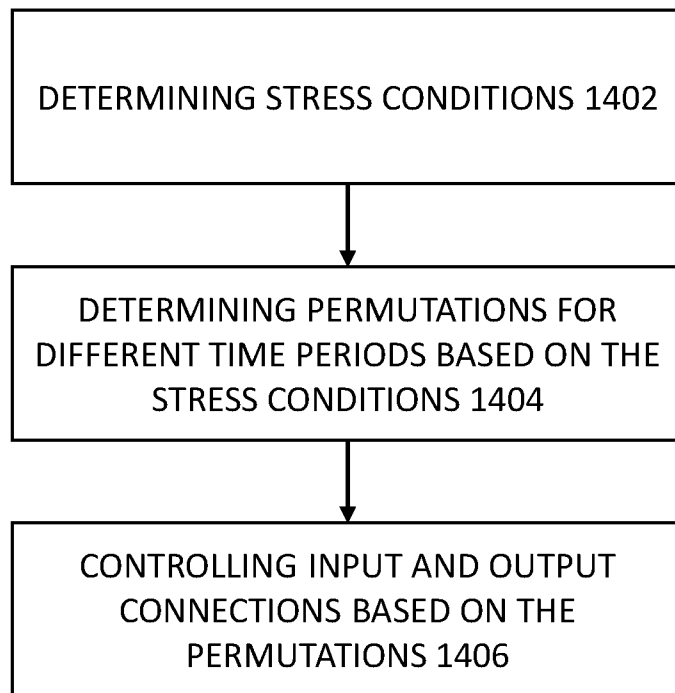 DETERMINING STRESS CONDITIONS 1402
DETERMINING PERMUTATIONS FOR
DIFFERENT TIME PERIODS BASED ON THE
STRESS CONDITIONS 1404
CONTROLLING INPUT AND OUTPUT
CONNECTIONS BASED ON THE
PERMUTATIONS 1406